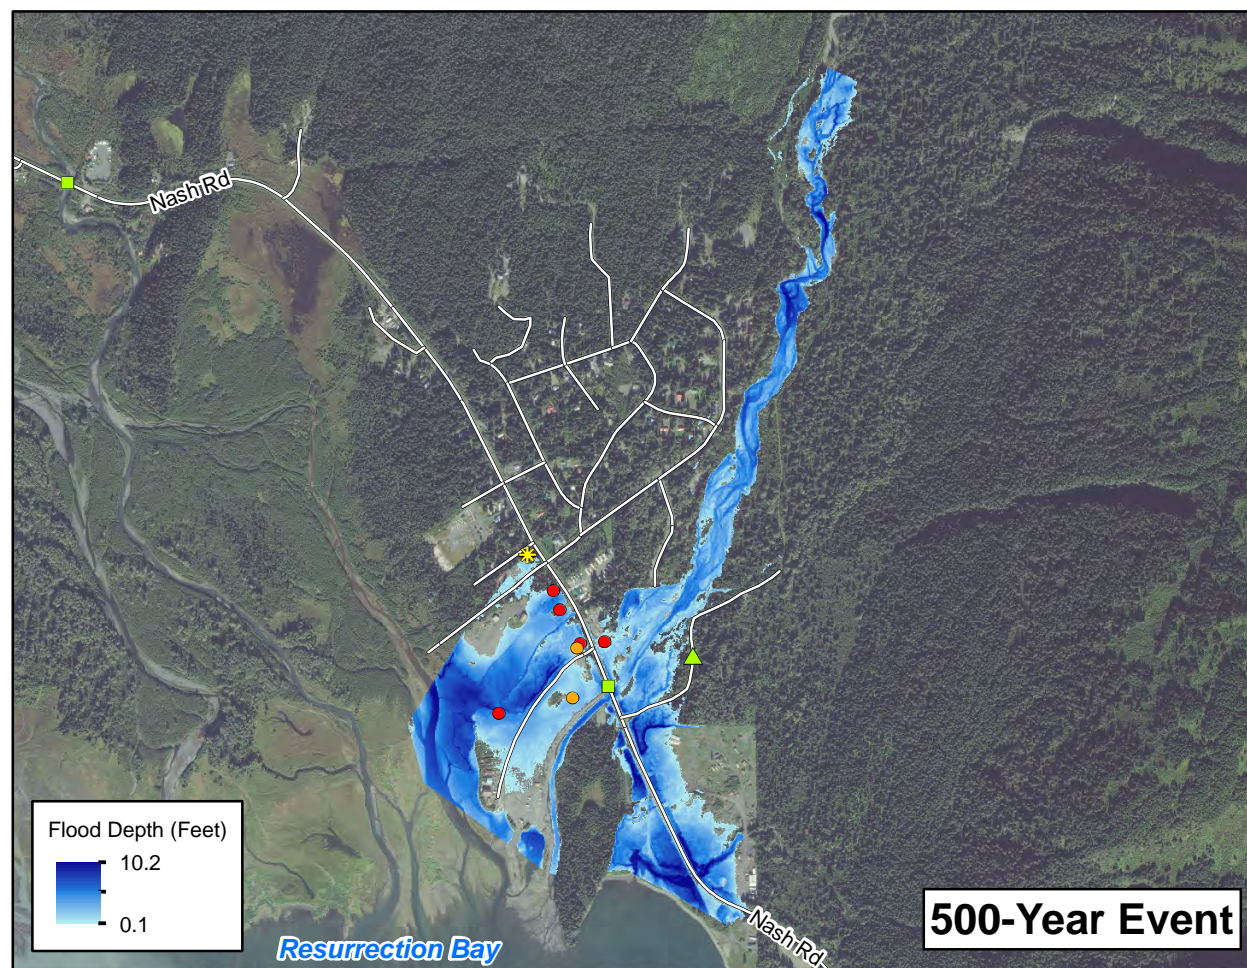 Nash Rd
Flood Depth (Feet)
10.2
0.1
Resurrection Bay
Nash Rd
500-Year Event